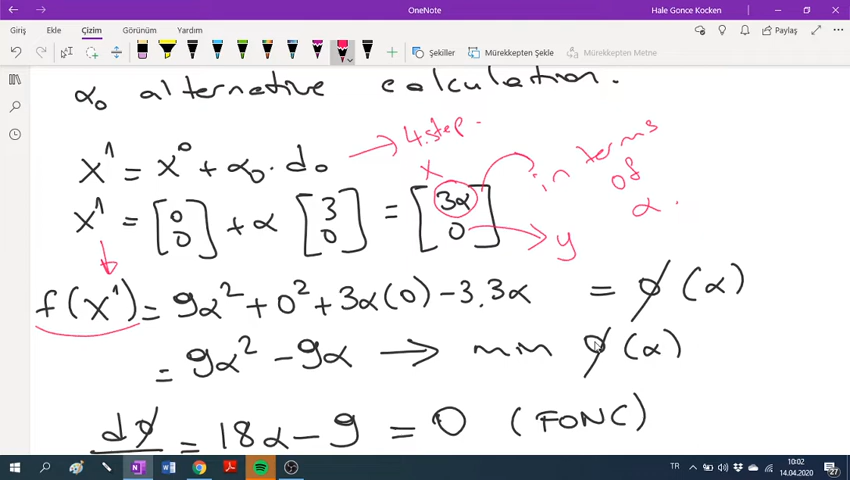 OneNote
Hale Gonce Kocken
Giriş Ekle Çizim Görünüm Yardım
Paylaş
Şekiller
Mürekkepten Şekle
Mürekkepten Metne
α₀ alternative calculation.
x¹ = x⁰ + α₀ · d₀ → 4.step.
x¹ = [0 0] + α [3 0] = [3α 0]
x
in terms of α.
y
f(x¹) = 9α² + 0² + 3α(0) - 3.3α = ϕ(α)
= 9α² - 9α → min ϕ(α)
dϕ = 18α - 9 = 0 (FONC)
TR
10:02
14.04.2020
27